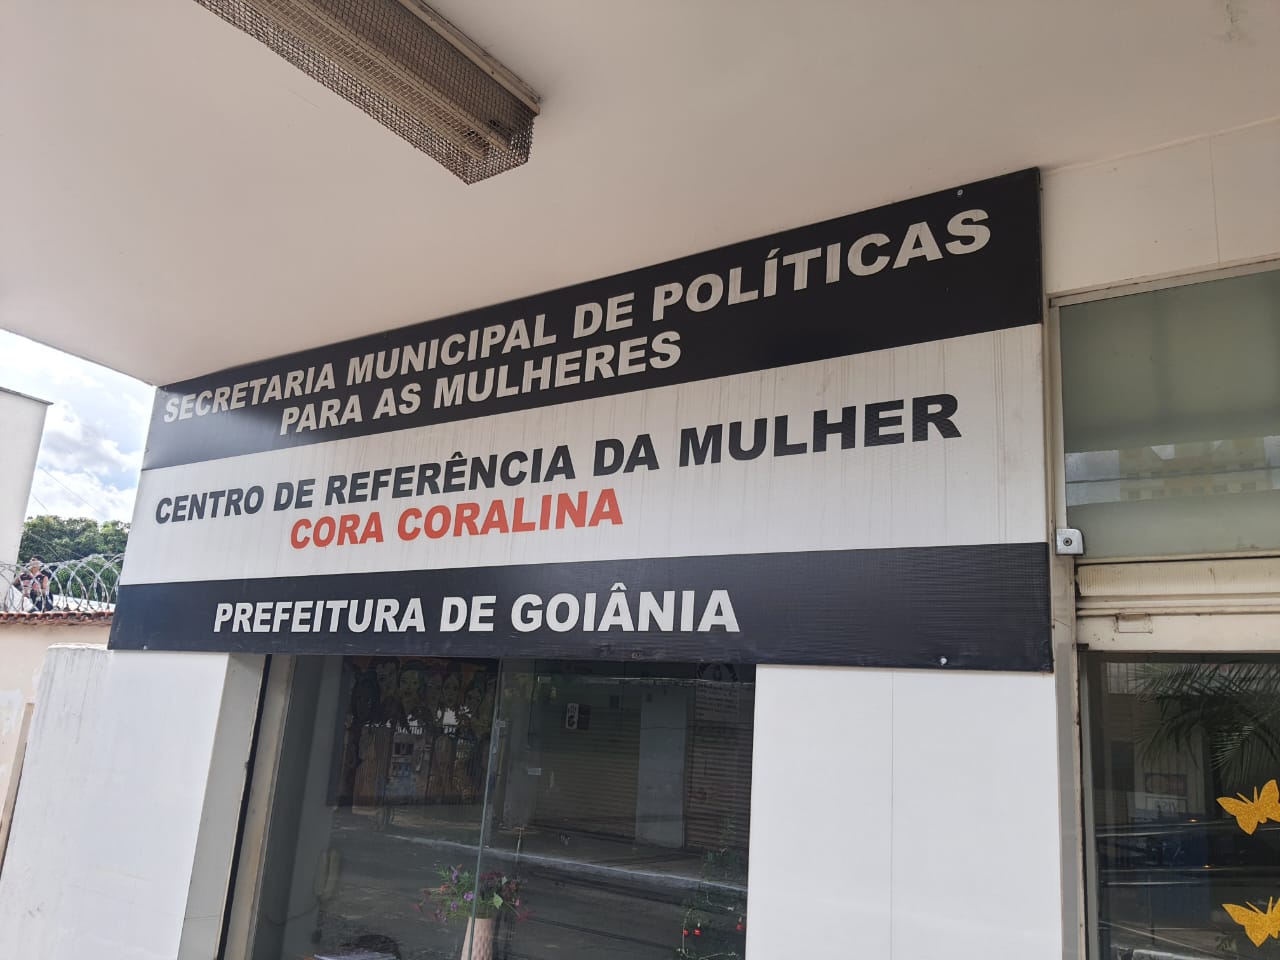 SECRETARIA MUNICIPAL DE POLÍTICAS
PARA AS MULHERES
CENTRO DE REFERÊNCIA DA MULHER
CORA CORALINA
PREFEITURA DE GOIÂNIA